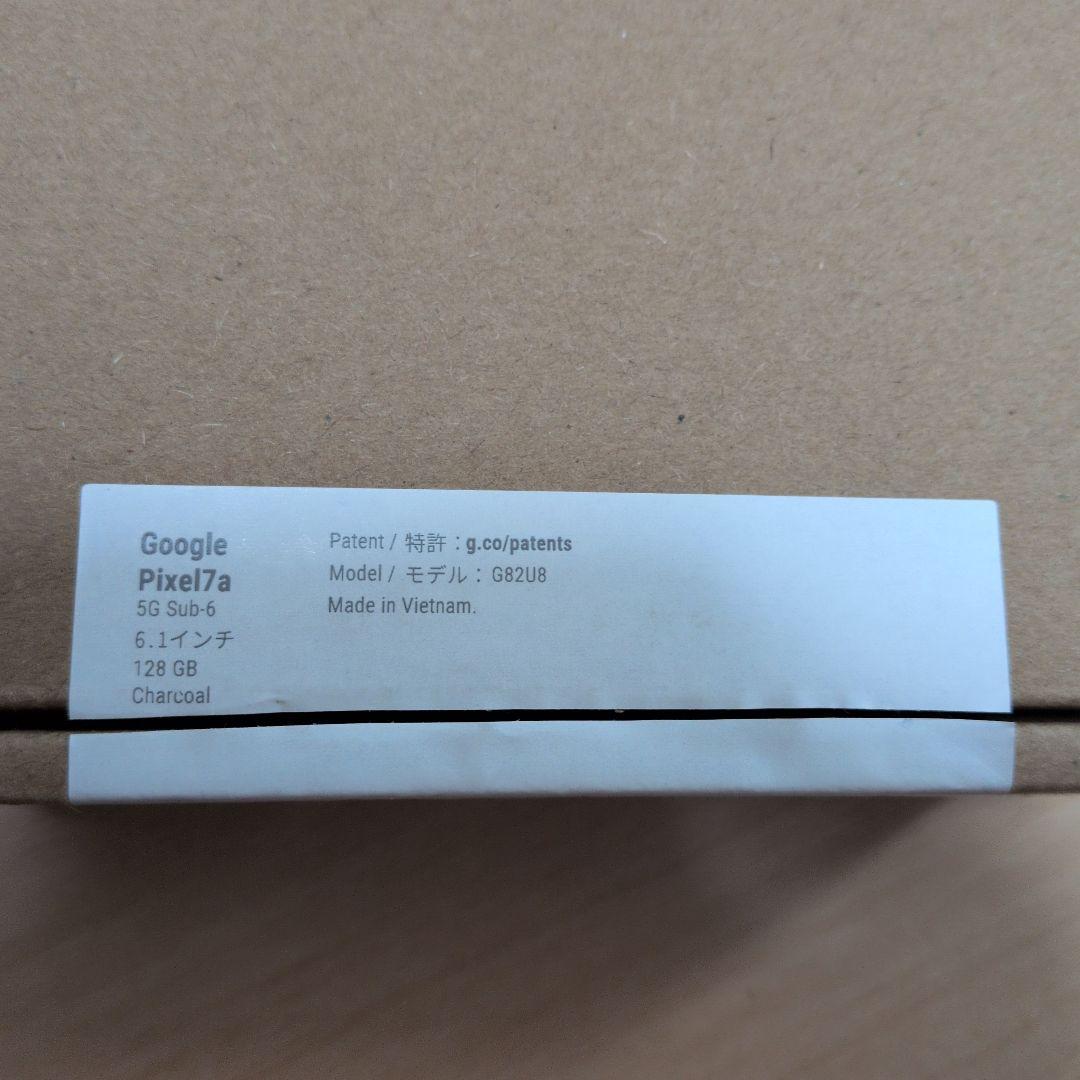 Google
Pixel7a
5G Sub-6
6.1インチ
128 GB
Charcoal
Patent / 特許：g.co/patents
Model / モデル：G82U8
Made in Vietnam.